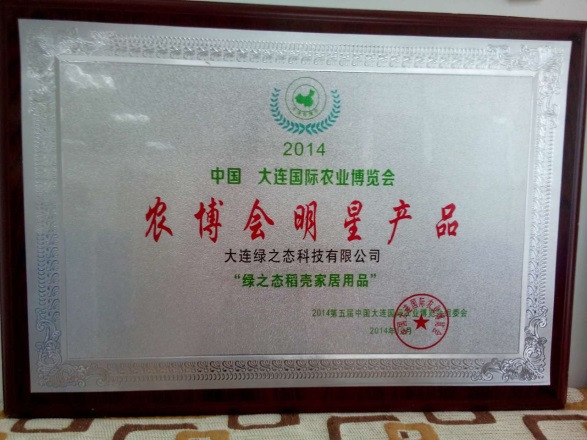 2014
中国 大连国际农业博览会
农博会明星产品
大连绿之态科技有限公司
“绿之态稻壳家居用品”
2014第五届中国大连国际农业博览会组委会
2014年 月